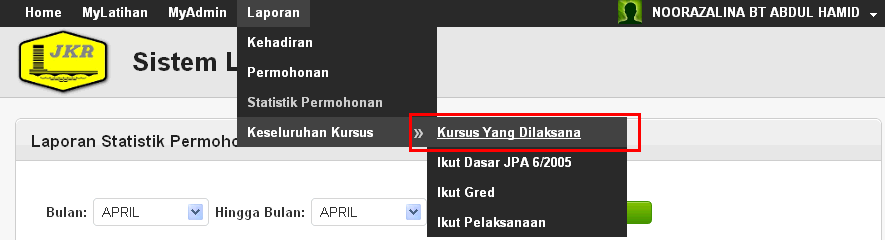 Home MyLatihan MyAdmin Laporan NOORAZALINA BT ABDUL HAMID
JKR
Sistem L
Kehadiran
Permohonan
Statistik Permohonan
Keseluruhan Kursus » Kursus Yang Dilaksana
Laporan Statistik Permoho
Ikut Dasar JPA 6/2005
Ikut Gred
Bulan: APRIL Hingga Bulan: APRIL
Ikut Pelaksanaan